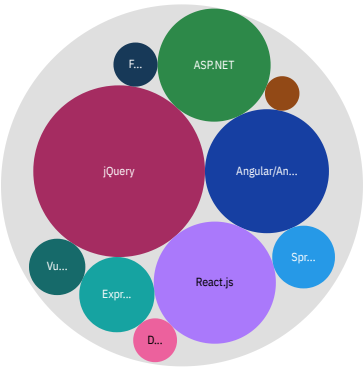 F...
ASP.NET
jQuery
Angular/An...
Vu...
Expr...
React.js
Spr...
D...